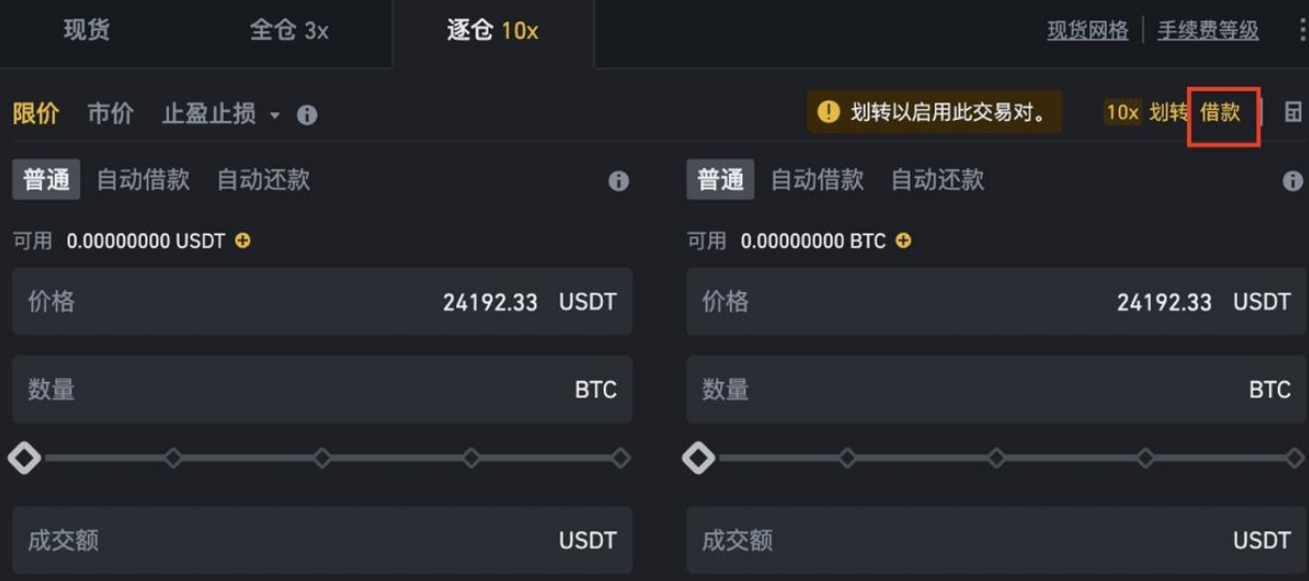 现货 全仓 3x 逐仓 10x 现货网格 手续费等级
限价 市价 止盈止损 划转以启用此交易对。 10x 划转 借款
普通 自动借款 自动还款 普通 自动借款 自动还款
可用 0.00000000 USDT 可用 0.00000000 BTC
价格 24192.33 USDT 价格 24192.33 USDT
数量 BTC 数量 BTC
成交额 USDT 成交额 USDT